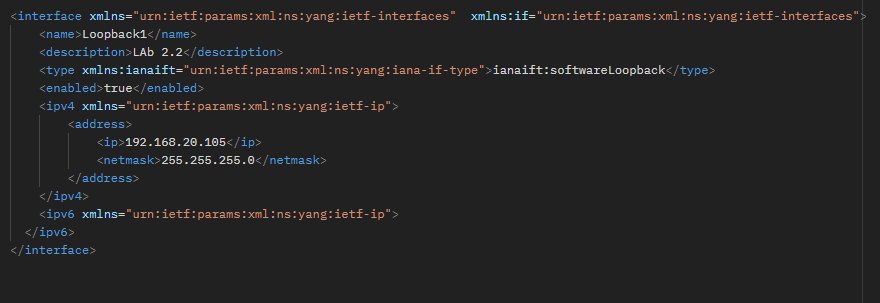 <interface xmlns="urn:ietf:params:xml:ns:yang:ietf-interfaces"  xmlns:if="urn:ietf:params:xml:ns:yang:ietf-interfaces">
    <name>Loopback1</name>
    <description>LAb 2.2</description>
    <type xmlns:ianaift="urn:ietf:params:xml:ns:yang:iana-if-type">ianaift:softwareLoopback</type>
    <enabled>true</enabled>
    <ipv4 xmlns="urn:ietf:params:xml:ns:yang:ietf-ip">
        <address>
            <ip>192.168.20.105</ip>
            <netmask>255.255.255.0</netmask>
        </address>
    </ipv4>
    <ipv6 xmlns="urn:ietf:params:xml:ns:yang:ietf-ip">
  </ipv6>
</interface>